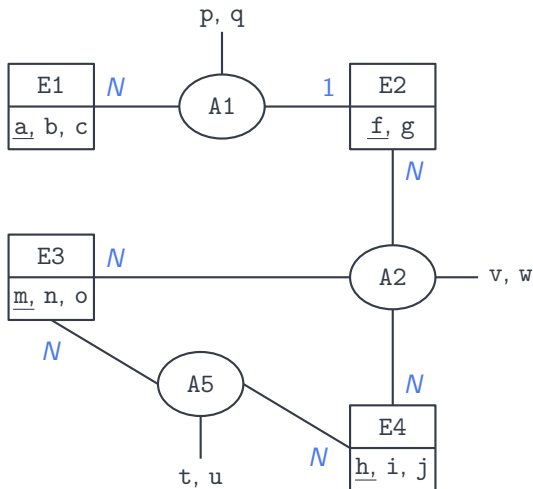 p, q
E1
N
A1
1
E2
a, b, c
f, g
N
E3
N
A2
v, w
m, n, o
N
A5
N
E4
N
h, i, j
t, u